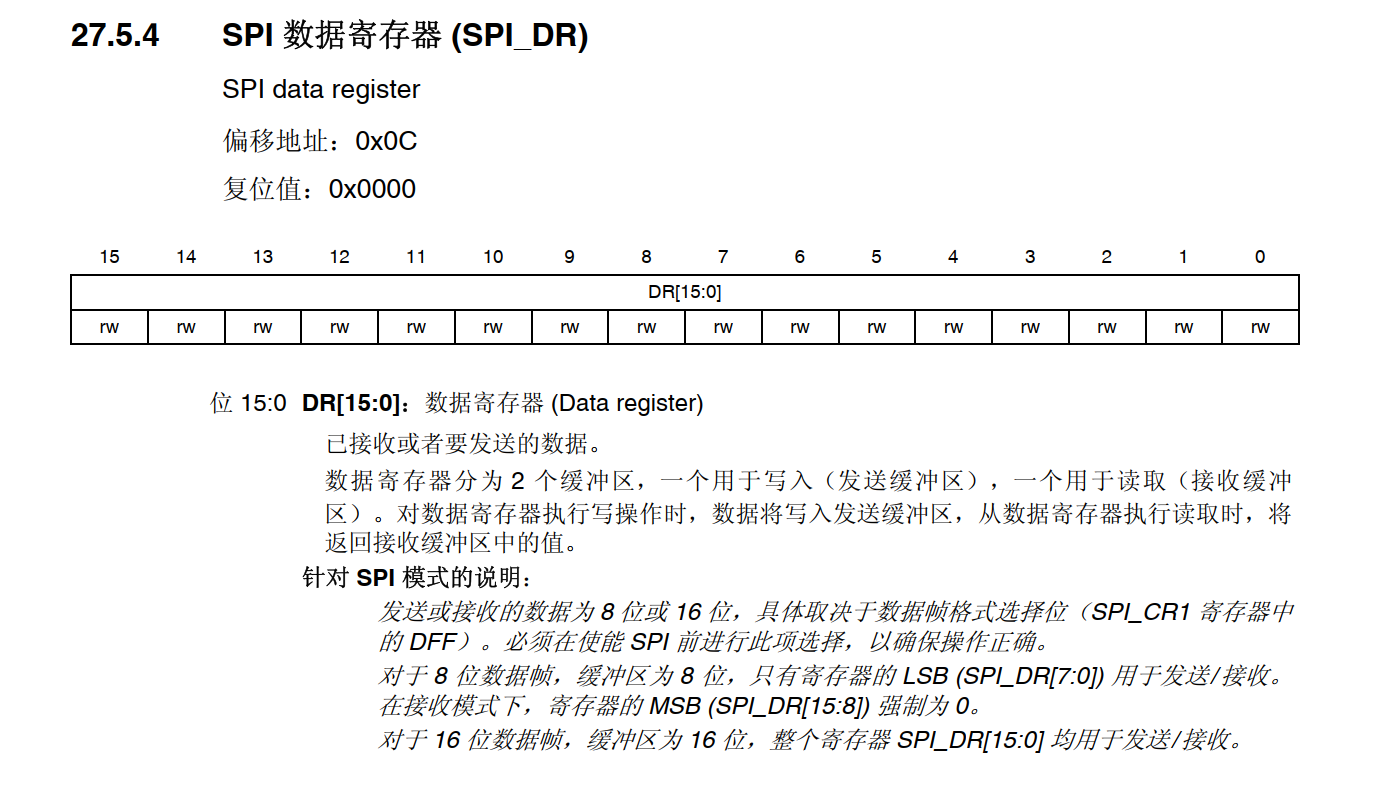 27.5.4 SPI 数据寄存器 (SPI_DR)
SPI data register
偏移地址：0x0C
复位值：0x0000
15 14 13 12 11 10 9 8 7 6 5 4 3 2 1 0
DR[15:0]
rw rw rw rw rw rw rw rw rw rw rw rw rw rw rw rw
位 15:0 DR[15:0]：数据寄存器 (Data register)
已接收或者要发送的数据。
数据寄存器分为 2 个缓冲区，一个用于写入（发送缓冲区），一个用于读取（接收缓冲
区）。对数据寄存器执行写操作时，数据将写入发送缓冲区，从数据寄存器执行读取时，将
返回接收缓冲区中的值。
针对 SPI 模式的说明：
发送或接收的数据为 8 位或 16 位，具体取决于数据帧格式选择位（SPI_CR1 寄存器中
的 DFF）。必须在使能 SPI 前进行此项选择，以确保操作正确。
对于 8 位数据帧，缓冲区为 8 位，只有寄存器的 LSB (SPI_DR[7:0]) 用于发送/接收。
在接收模式下，寄存器的 MSB (SPI_DR[15:8]) 强制为 0。
对于 16 位数据帧，缓冲区为 16 位，整个寄存器 SPI_DR[15:0] 均用于发送/接收。